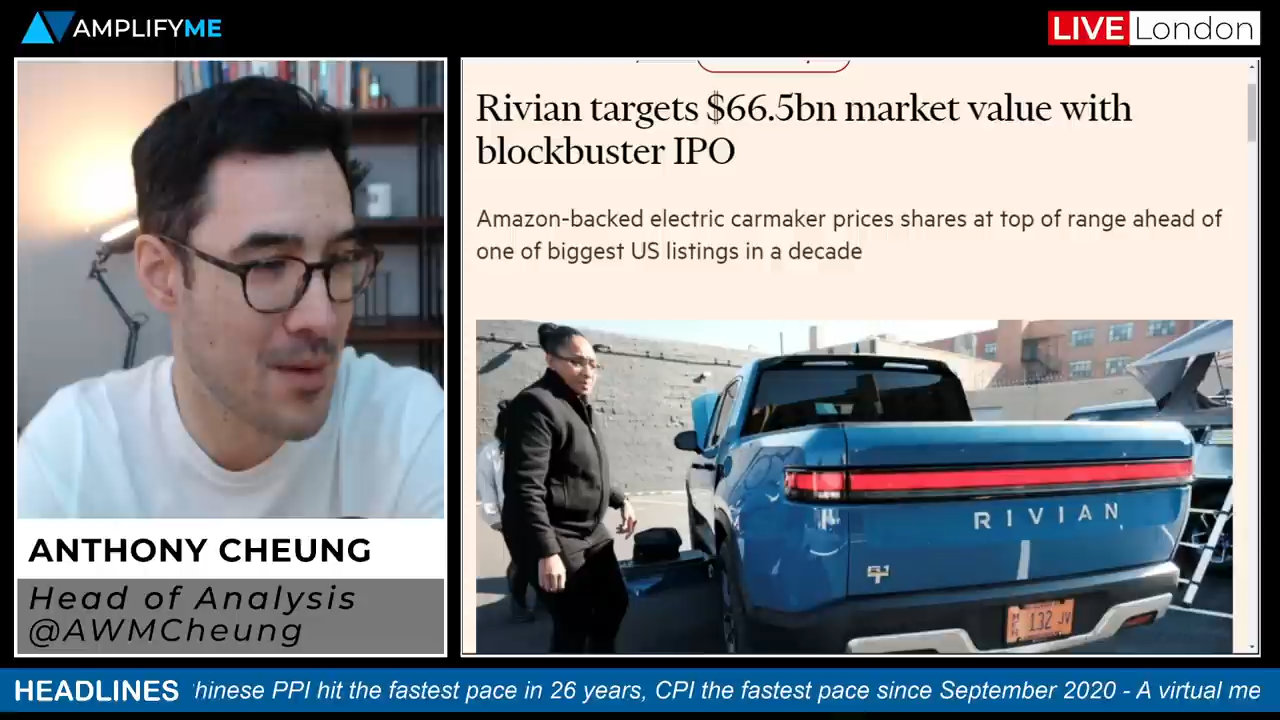 AMPLIFYME
LIVE London
Rivian targets $66.5bn market value with
blockbuster IPO
Amazon-backed electric carmaker prices shares at top of range ahead of
one of biggest US listings in a decade
RIVIAN
132 JV
ANTHONY CHEUNG
Head of Analysis
@AWMCheung
HEADLINES hinese PPI hit the fastest pace in 26 years, CPI the fastest pace since September 2020 - A virtual me